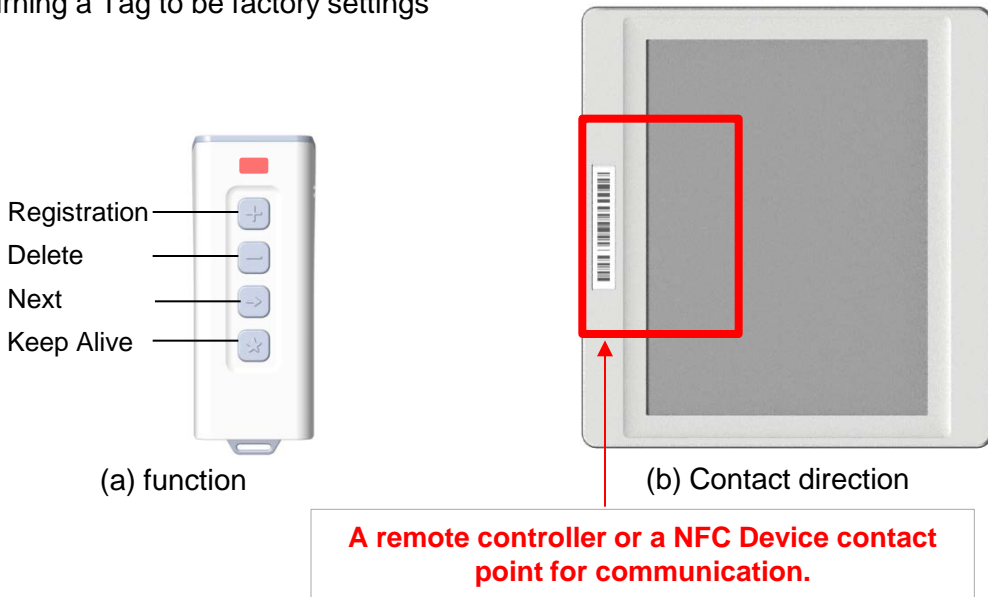 a Tag to be factory settings
Registration
Delete
Next
Keep Alive
(a) function
(b) Contact direction
A remote controller or a NFC Device contact
point for communication.